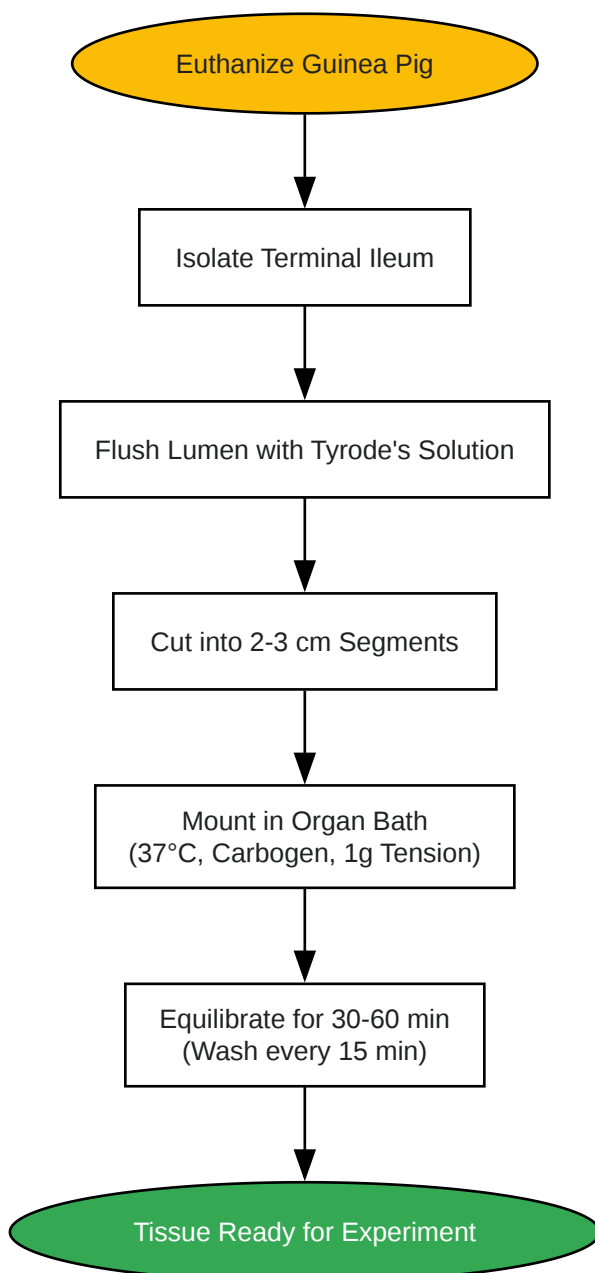 Euthanize Guinea Pig
Isolate Terminal Ileum
Flush Lumen with Tyrode's Solution
Cut into 2-3 cm Segments
Mount in Organ Bath
(37°C, Carbogen, 1g Tension)
Equilibrate for 30-60 min
(Wash every 15 min)
Tissue Ready for Experiment